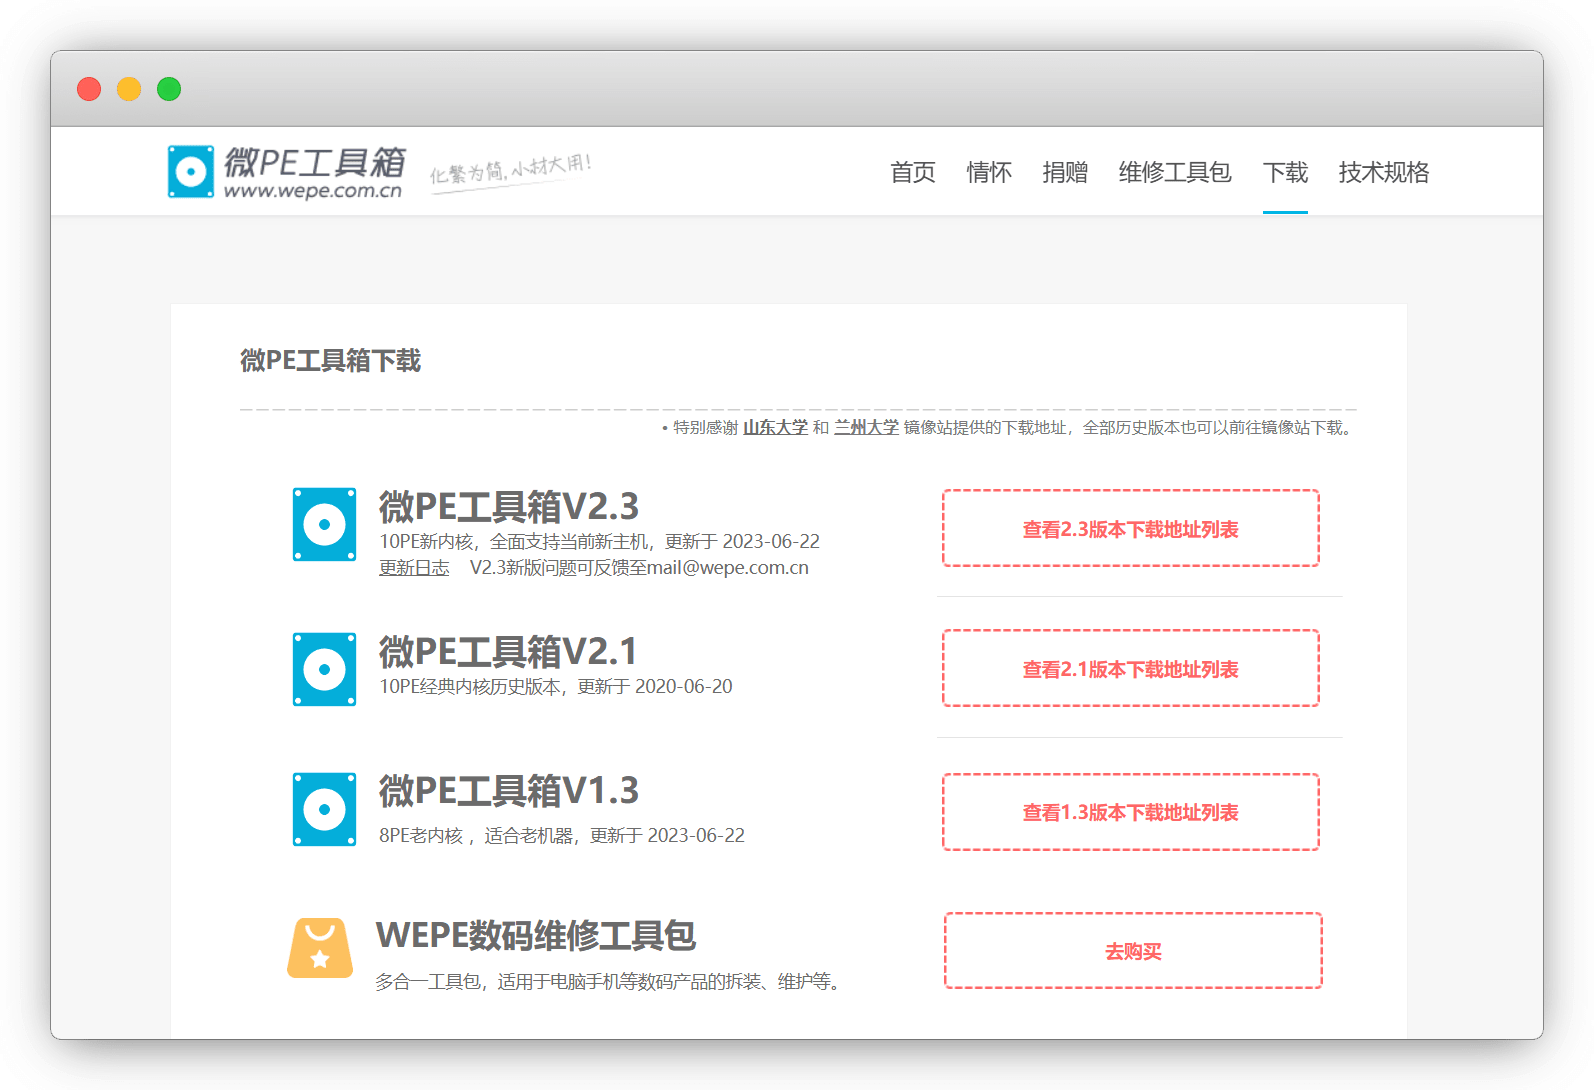 微PE工具箱
www.wepe.com.cn
化繁为简,小材大用!
首页 情怀 捐赠 维修工具包 下载 技术规格
微PE工具箱下载
• 特别感谢 山东大学 和 兰州大学 镜像站提供的下载地址，全部历史版本也可以前往镜像站下载。
微PE工具箱V2.3
10PE新内核，全面支持当前新主机，更新于 2023-06-22
更新日志 V2.3新版问题可反馈至mail@wepe.com.cn
查看2.3版本下载地址列表
微PE工具箱V2.1
10PE经典内核历史版本，更新于 2020-06-20
查看2.1版本下载地址列表
微PE工具箱V1.3
8PE老内核 ，适合老机器，更新于 2023-06-22
查看1.3版本下载地址列表
WEPE数码维修工具包
多合一工具包，适用于电脑手机等数码产品的拆装、维护等。
去购买